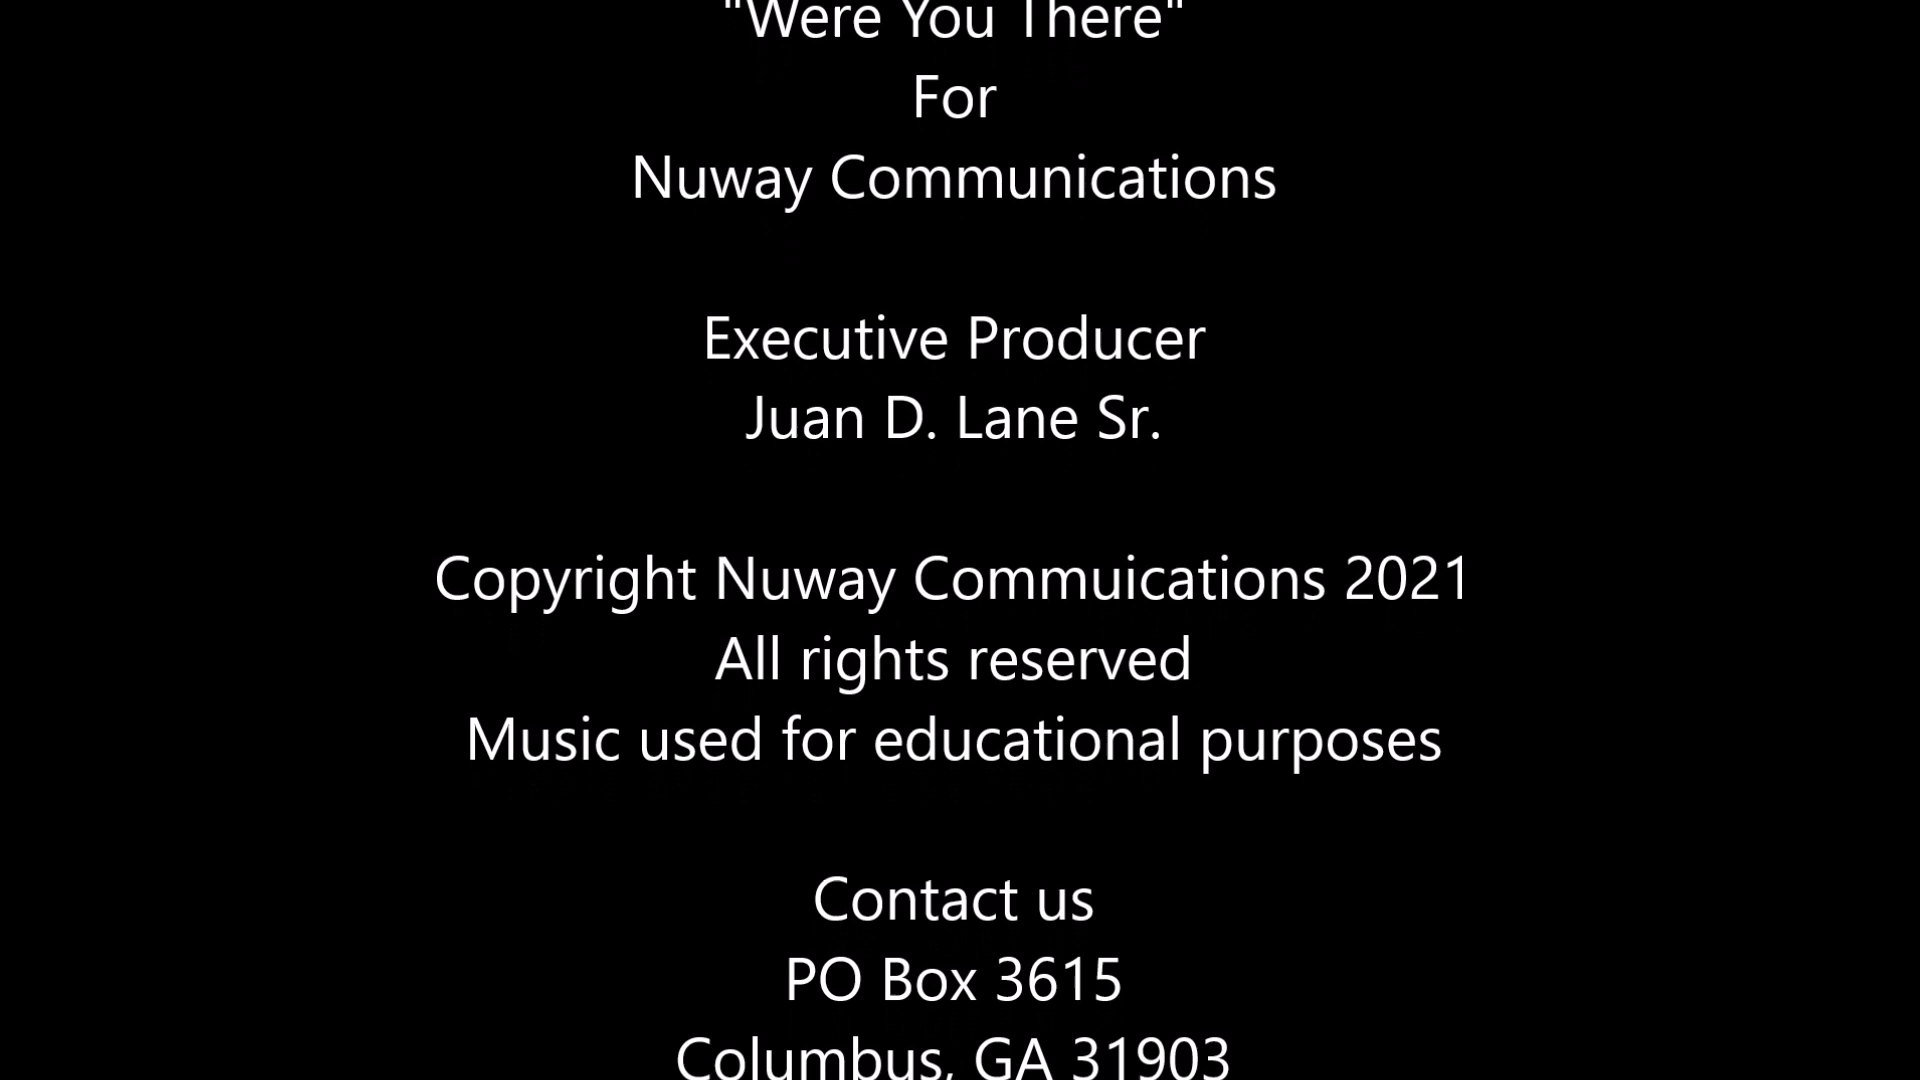 "Were You There"
For
Nuway Communications
Executive Producer
Juan D. Lane Sr.
Copyright Nuway Commuications 2021
All rights reserved
Music used for educational purposes
Contact us
PO Box 3615
Columbus, GA 31903